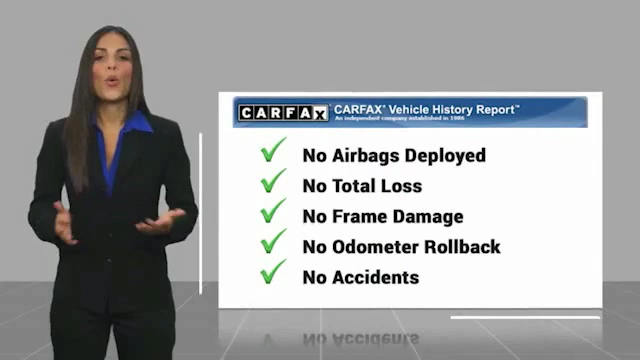 CARFAX CARFAX® Vehicle History Report™
An independent company established in 1986
No Airbags Deployed
No Total Loss
No Frame Damage
No Odometer Rollback
No Accidents